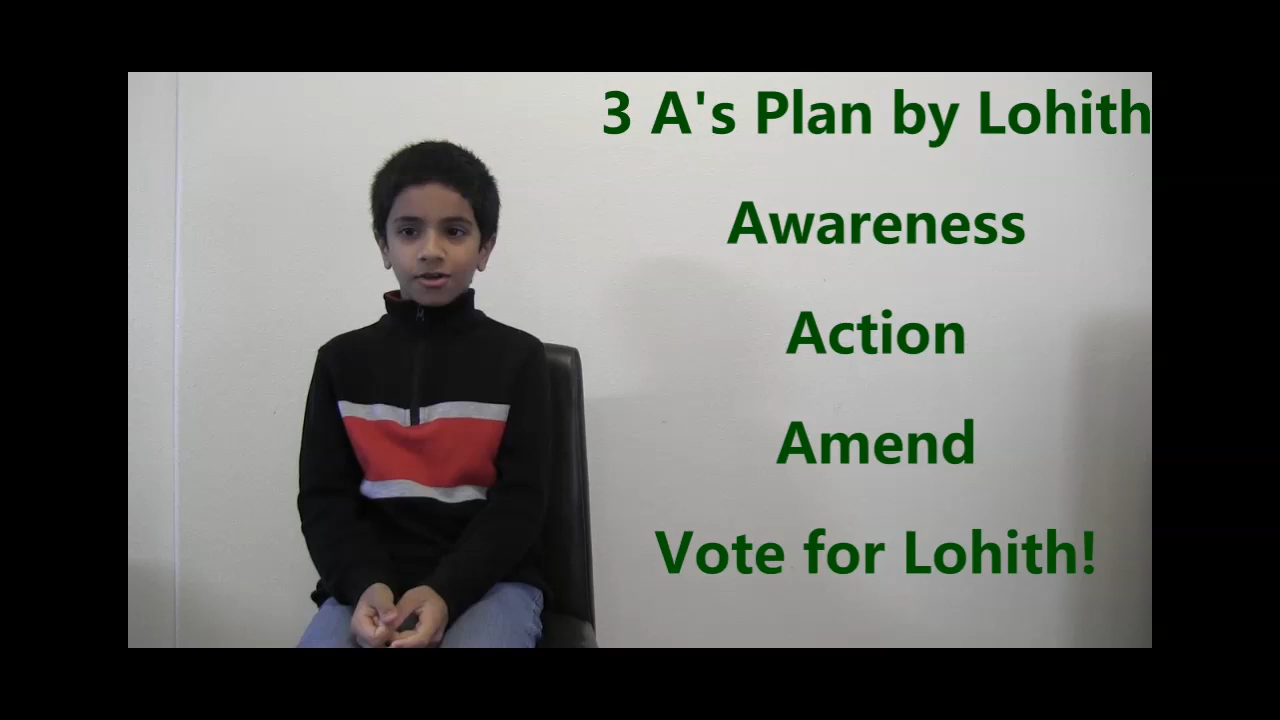 3 A's Plan by Lohith
Awareness
Action
Amend
Vote for Lohith!